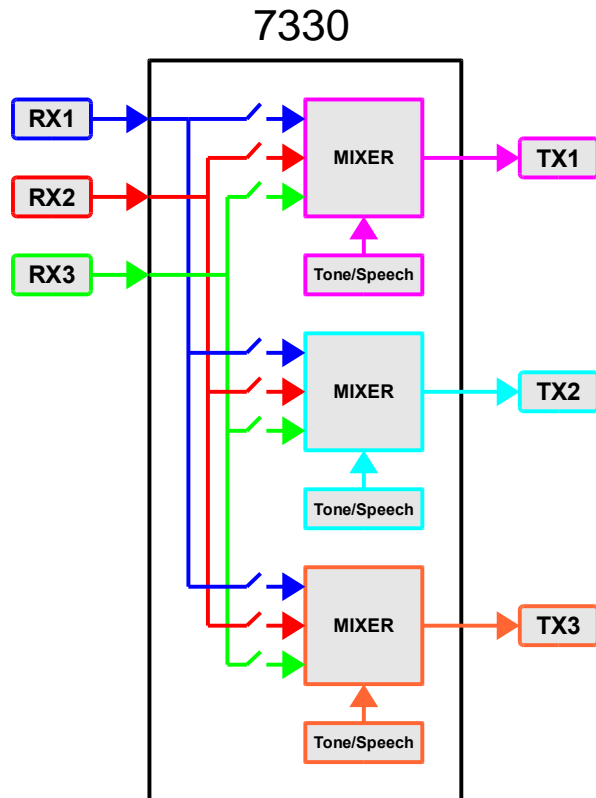 7330
RX1
RX2
RX3
MIXER
TX1
Tone/Speech
MIXER
TX2
Tone/Speech
MIXER
TX3
Tone/Speech